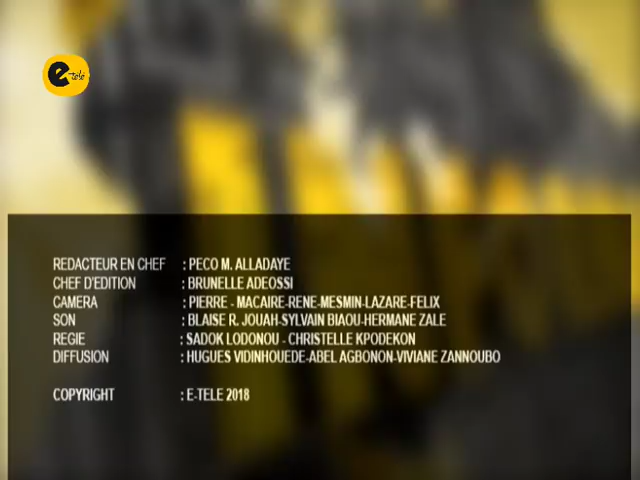 e-tele
REDACTEUR EN CHEF : PECO M. ALLADAYE
CHEF D'EDITION : BRUNELLE ADEOSSI
CAMERA : PIERRE - MACAIRE-RENE-MESMIN-LAZARE-FELIX
SON : BLAISE R. JOUAH-SYLVAIN BIAOU-HERMANE ZALE
REGIE : SADOK LODONOU - CHRISTELLE KPODEKON
DIFFUSION : HUGUES VIDINHOUEDE-ABEL AGBONON-VIVIANE ZANNOUBO
COPYRIGHT : E-TELE 2018